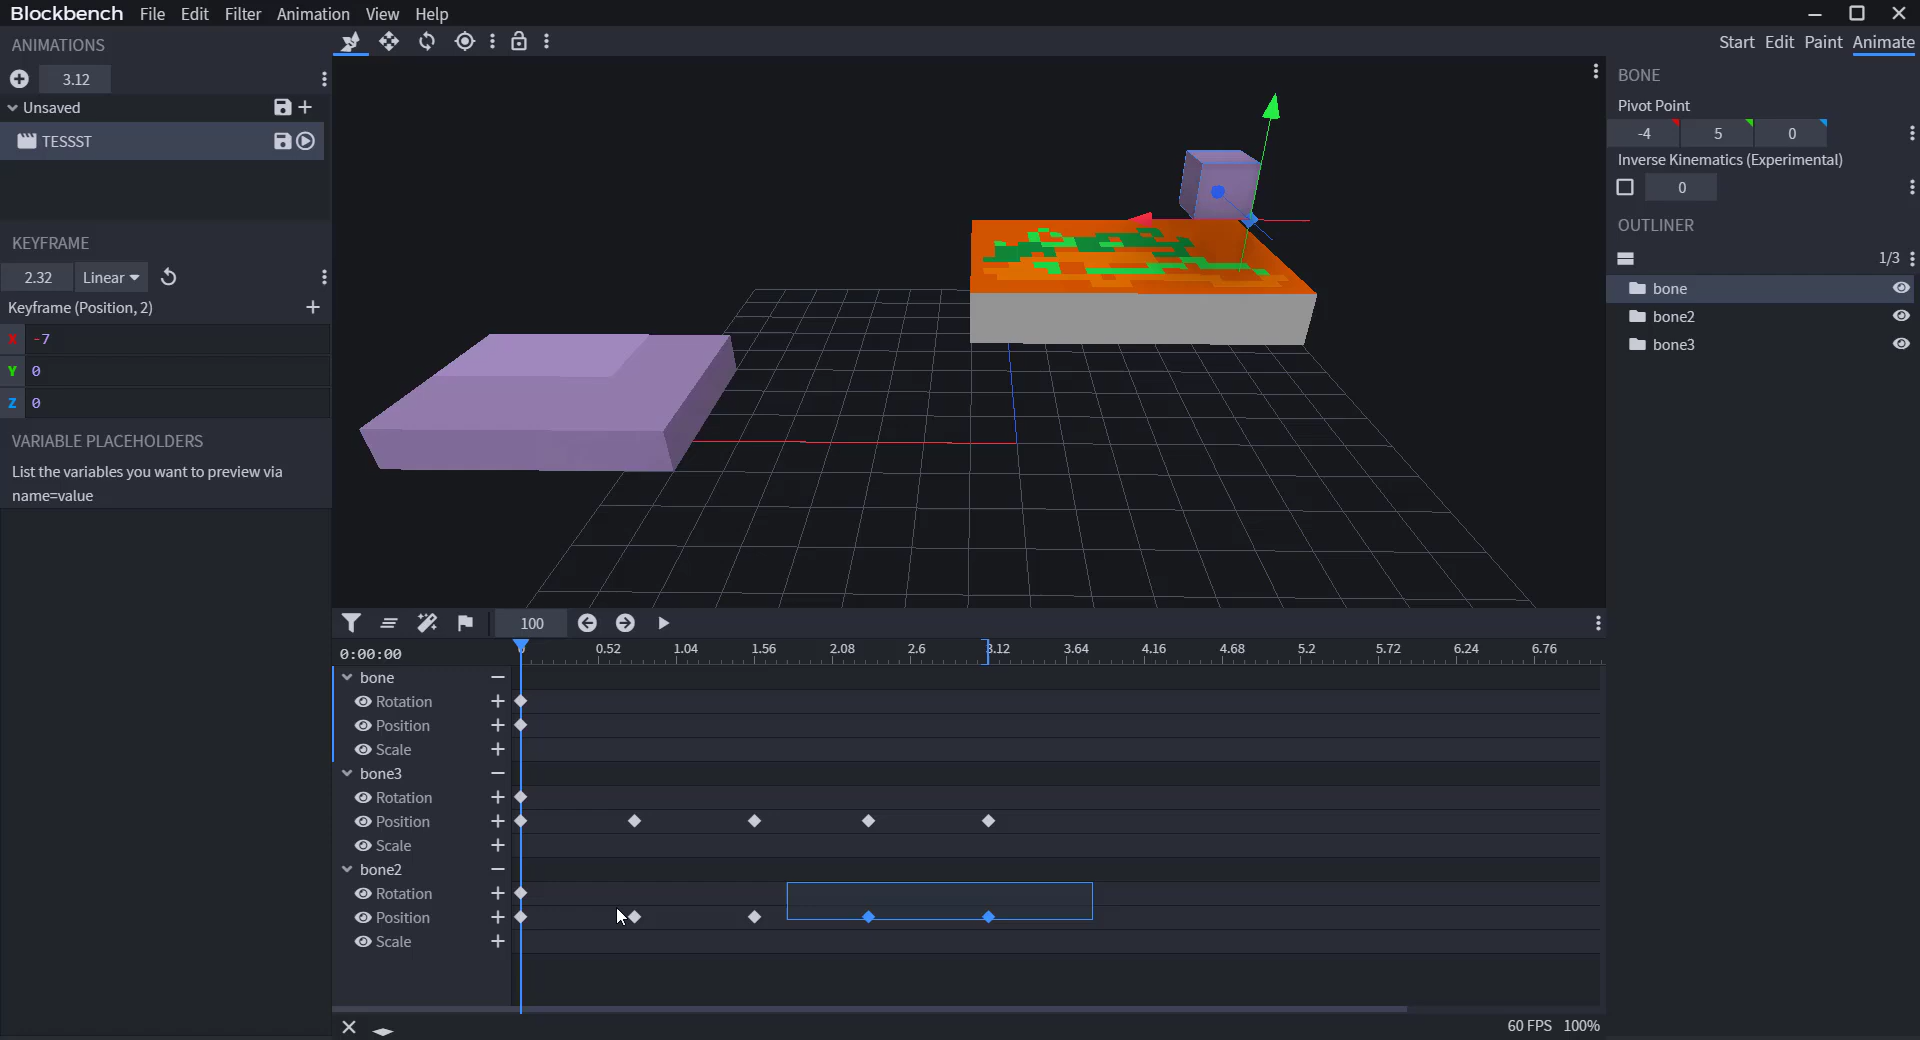 Blockbench File Edit Filter Animation View Help
ANIMATIONS
3.12
Unsaved
TESSST
KEYFRAME
2.32 Linear
Keyframe (Position, 2)
X -7
Y 0
Z 0
VARIABLE PLACEHOLDERS
List the variables you want to preview via
name=value
Start Edit Paint Animate
BONE
Pivot Point
-4 5 0
Inverse Kinematics (Experimental)
0
OUTLINER
1/3
bone
bone2
bone3
100
0:00:00 0 0.52 1.04 1.56 2.08 2.6 3.12 3.64 4.16 4.68 5.2 5.72 6.24 6.76
bone
Rotation
Position
Scale
bone3
Rotation
Position
Scale
bone2
Rotation
Position
Scale
60 FPS 100%